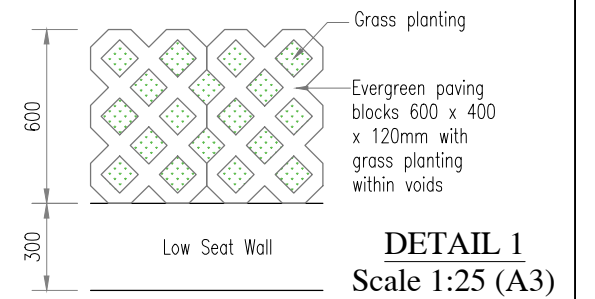 Grass planting
600
Evergreen paving
blocks 600 x 400
x 120mm with
grass planting
within voids
300
Low Seat Wall
DETAIL 1
Scale 1:25 (A3)